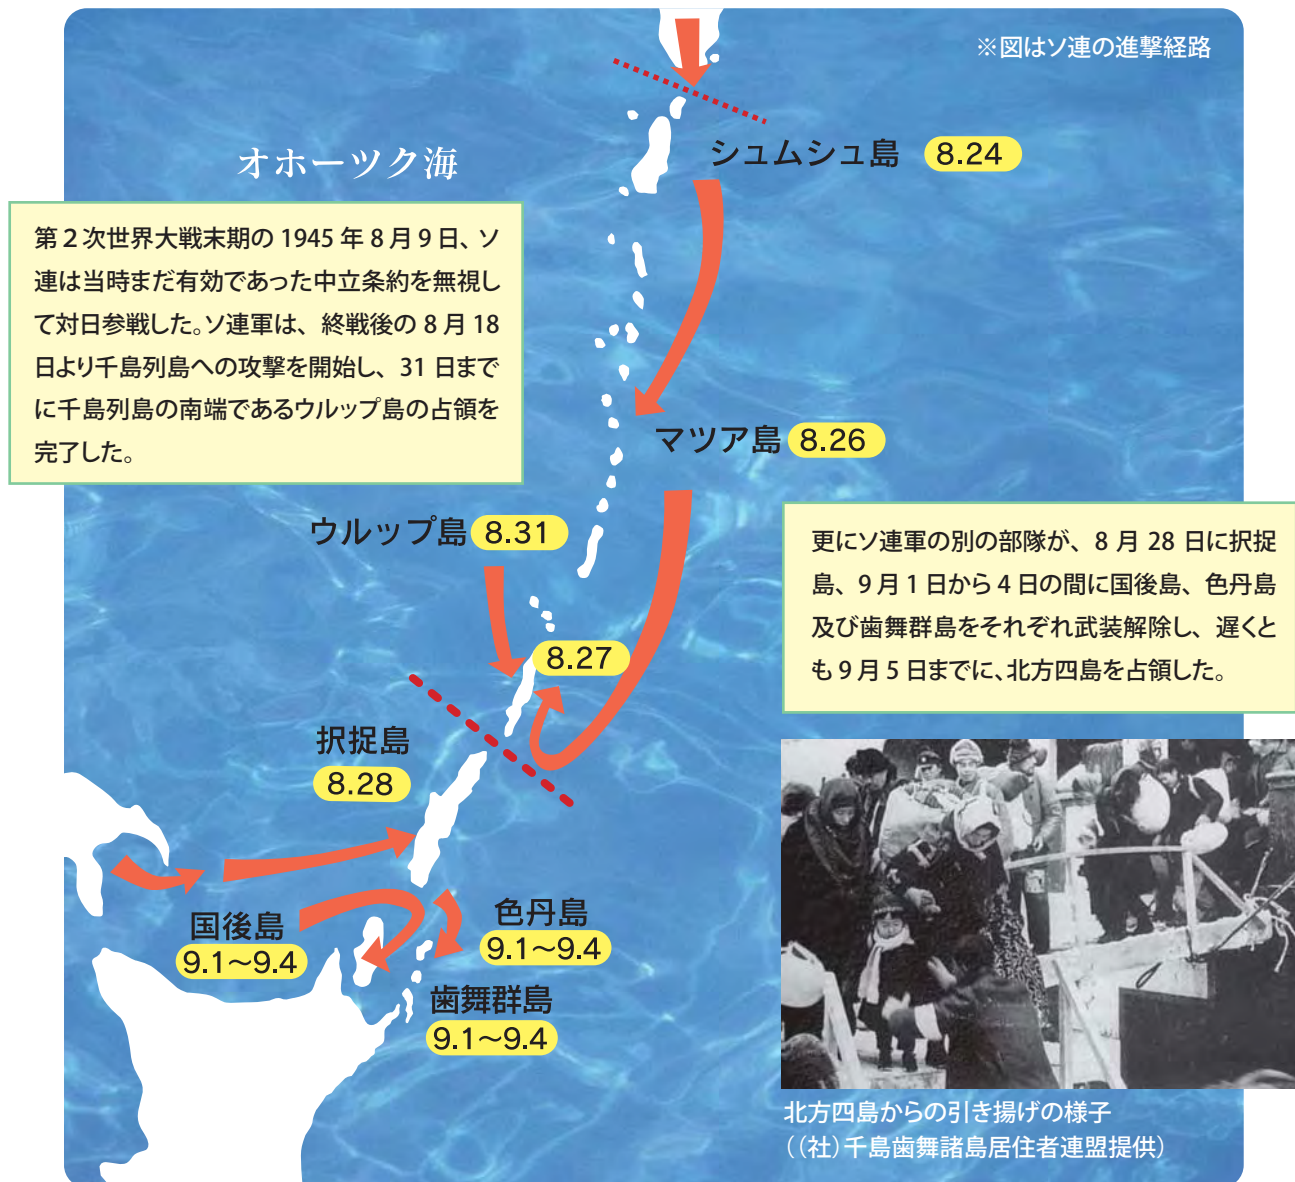 ※図はソ連の進撃経路
オホーツク海
シュムシュ島 8.24
第2次世界大戦末期の 1945 年 8 月 9 日、ソ
連は当時まだ有効であった中立条約を無視し
て対日参戦した。ソ連軍は、終戦後の 8 月 18
日より千島列島への攻撃を開始し、31 日まで
に千島列島の南端であるウルップ島の占領を
完了した。
マツア島 8.26
ウルップ島 8.31
8.27
更にソ連軍の別の部隊が、8 月 28 日に択捉
島、9 月 1 日から 4 日の間に国後島、色丹島
及び歯舞群島をそれぞれ武装解除し、遅くと
も 9 月 5 日までに、北方四島を占領した。
択捉島
8.28
国後島
9.1〜9.4
色丹島
9.1〜9.4
歯舞群島
9.1〜9.4
北方四島からの引き揚げの様子
((社)千島歯舞諸島居住者連盟提供)